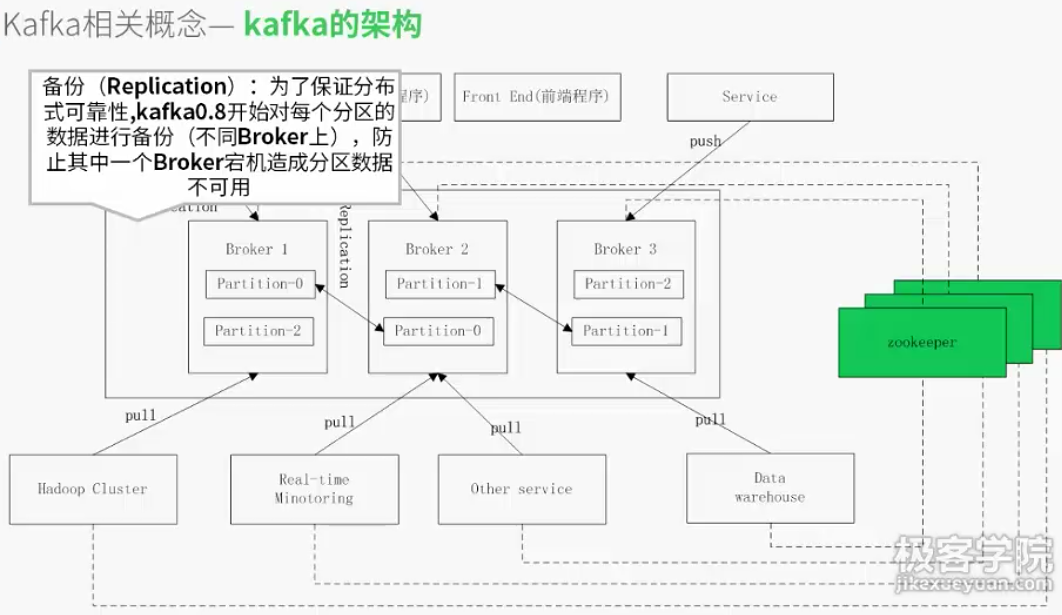 Kafka相关概念— kafka的架构
备份（Replication）：为了保证分布
式可靠性,kafka0.8开始对每个分区的
数据进行备份（不同Broker上），防
止其中一个Broker宕机造成分区数据
不可用
程序)
Front End(前端程序)
Service
push
Replication
Broker 1
Broker 2
Broker 3
Partition-0
Partition-1
Partition-2
Partition-2
Partition-0
Partition-1
zookeeper
pull
pull
pull
pull
Hadoop Cluster
Real-time
Minotoring
Other service
Data
warehouse
极客学院
jikexueyuan.com